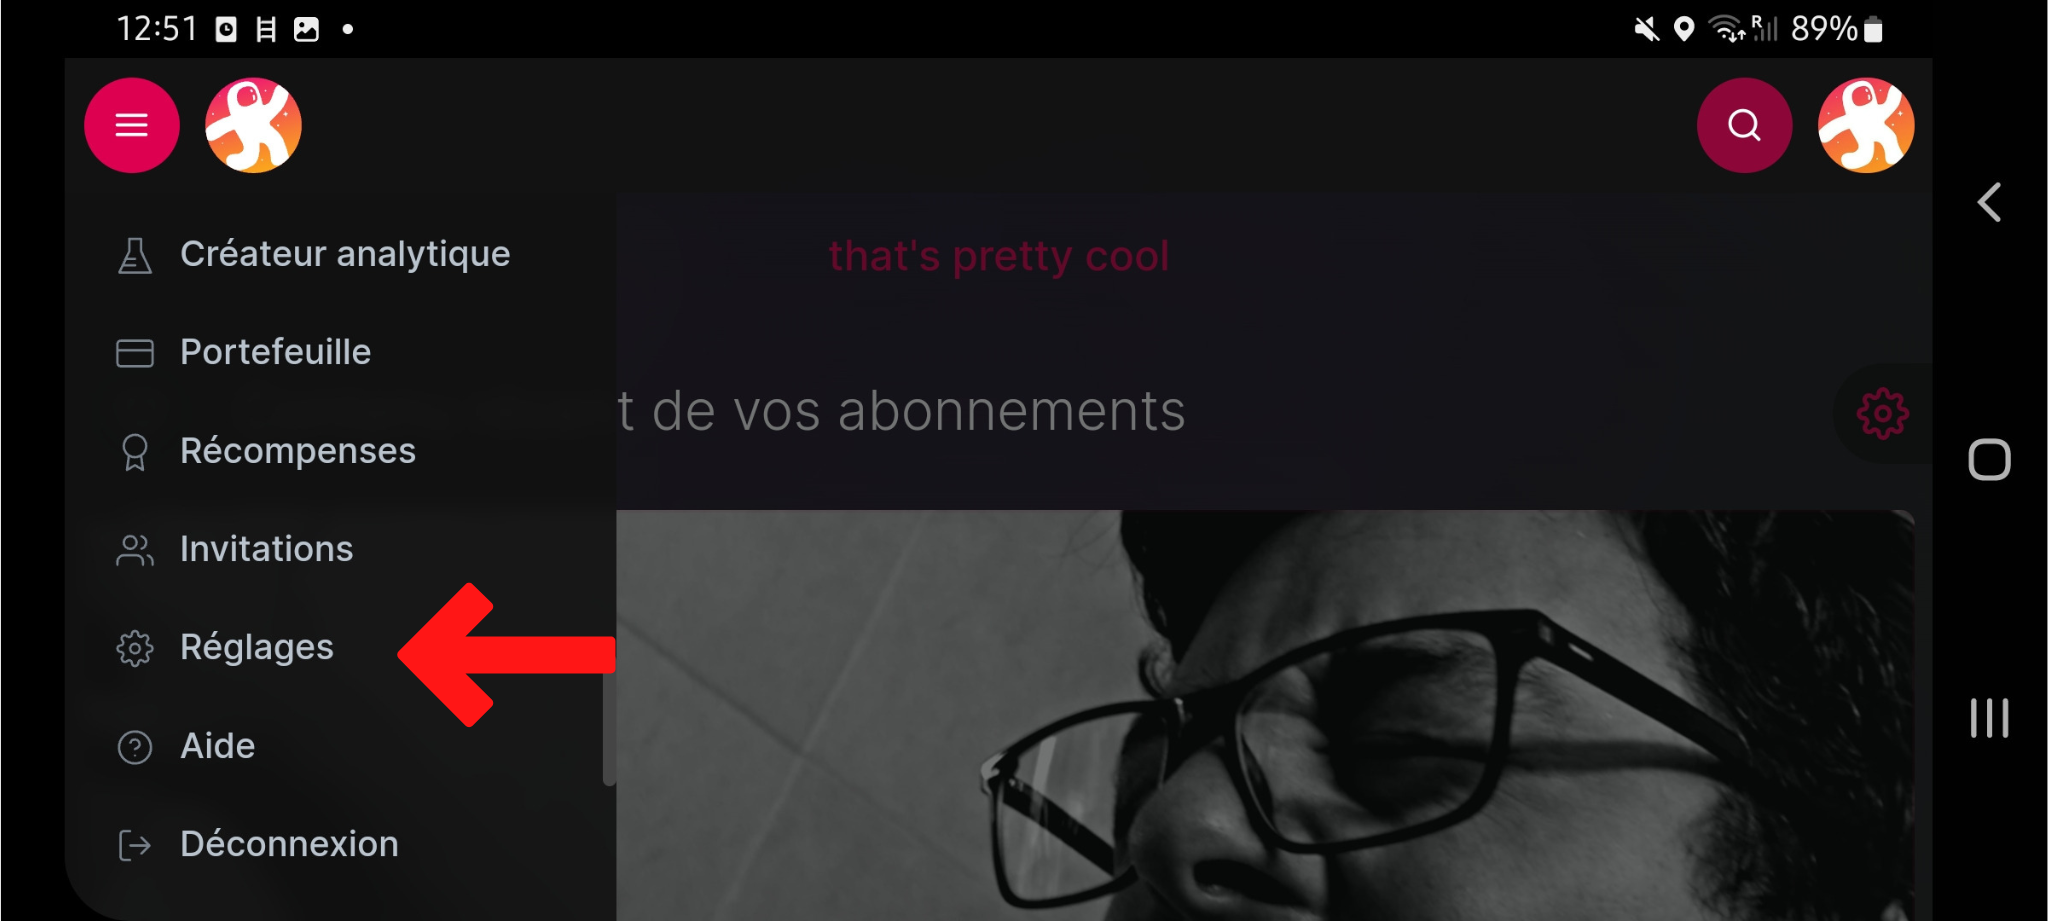 12:51
R 89%
that's pretty cool
Créateur analytique
Portefeuille
t de vos abonnements
Récompenses
Invitations
Réglages
Aide
Déconnexion